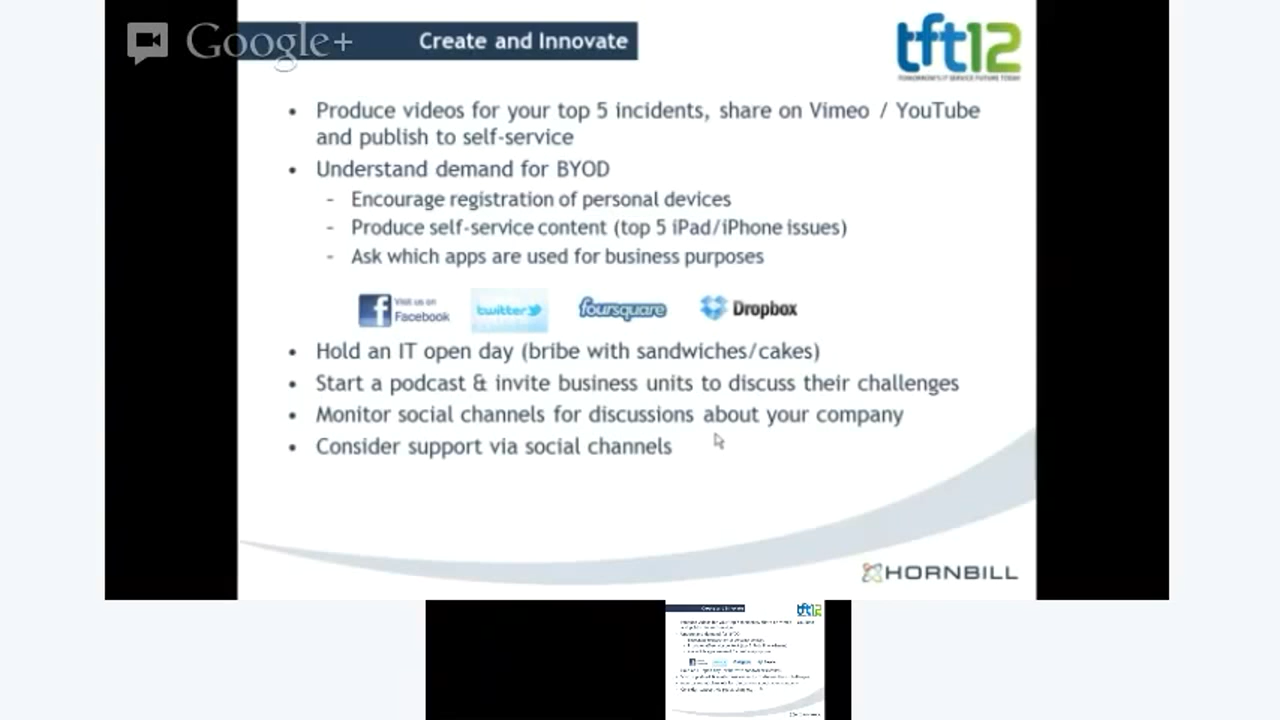 Google+
Create and Innovate
tft12
TOMORROW'S IT SERVICE FUTURE TODAY
• Produce videos for your top 5 incidents, share on Vimeo / YouTube
and publish to self-service
• Understand demand for BYOD
- Encourage registration of personal devices
- Produce self-service content (top 5 iPad/iPhone issues)
- Ask which apps are used for business purposes
Visit us on
Facebook
twitter
foursquare
Dropbox
• Hold an IT open day (bribe with sandwiches/cakes)
• Start a podcast & invite business units to discuss their challenges
• Monitor social channels for discussions about your company
• Consider support via social channels
HORNBILL
Create and Innovate
tft12